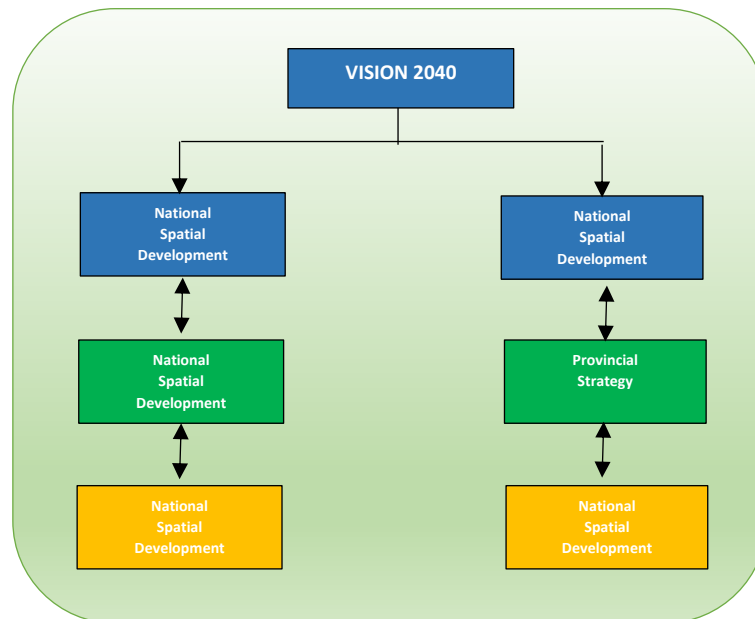 VISION 2040
National
Spatial
Development
National
Spatial
Development
National
Spatial
Development
Provincial
Strategy
National
Spatial
Development
National
Spatial
Development